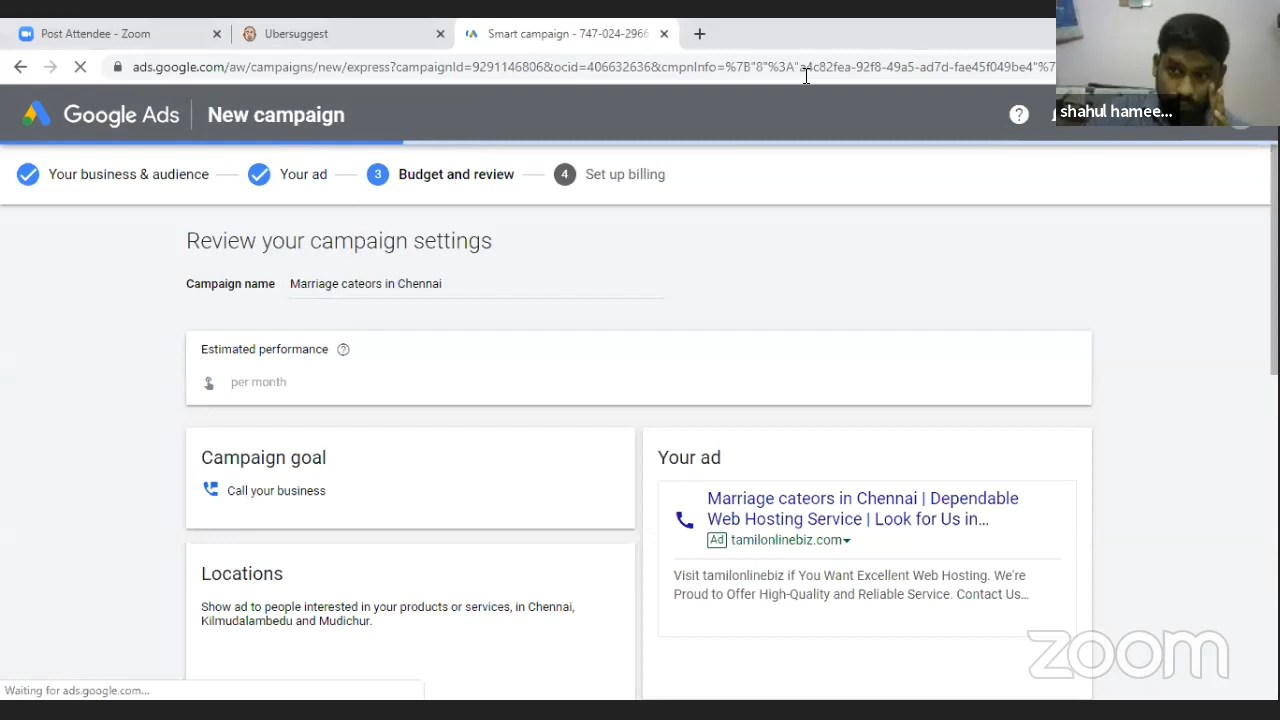 Post Attendee - Zoom
Ubersuggest
Smart campaign - 747-024-2966
ads.google.com/aw/campaigns/new/express?campaignId=9291146806&ocid=406632636&cmpnInfo=%7B"8"%3A"a4c82fea-92f8-49a5-ad7d-fae45f049be4"%7
shahul hamee...
Google Ads
New campaign
Your business & audience
Your ad
3
Budget and review
4
Set up billing
Review your campaign settings
Campaign name
Marriage cateors in Chennai
Estimated performance
per month
Campaign goal
Call your business
Locations
Show ad to people interested in your products or services, in Chennai,
Kilmudalambedu and Mudichur.
Your ad
Marriage cateors in Chennai | Dependable
Web Hosting Service | Look for Us in...
Ad tamilonlinebiz.com
Visit tamilonlinebiz if You Want Excellent Web Hosting. We're
Proud to Offer High-Quality and Reliable Service. Contact Us...
zoom
Waiting for ads.google.com...